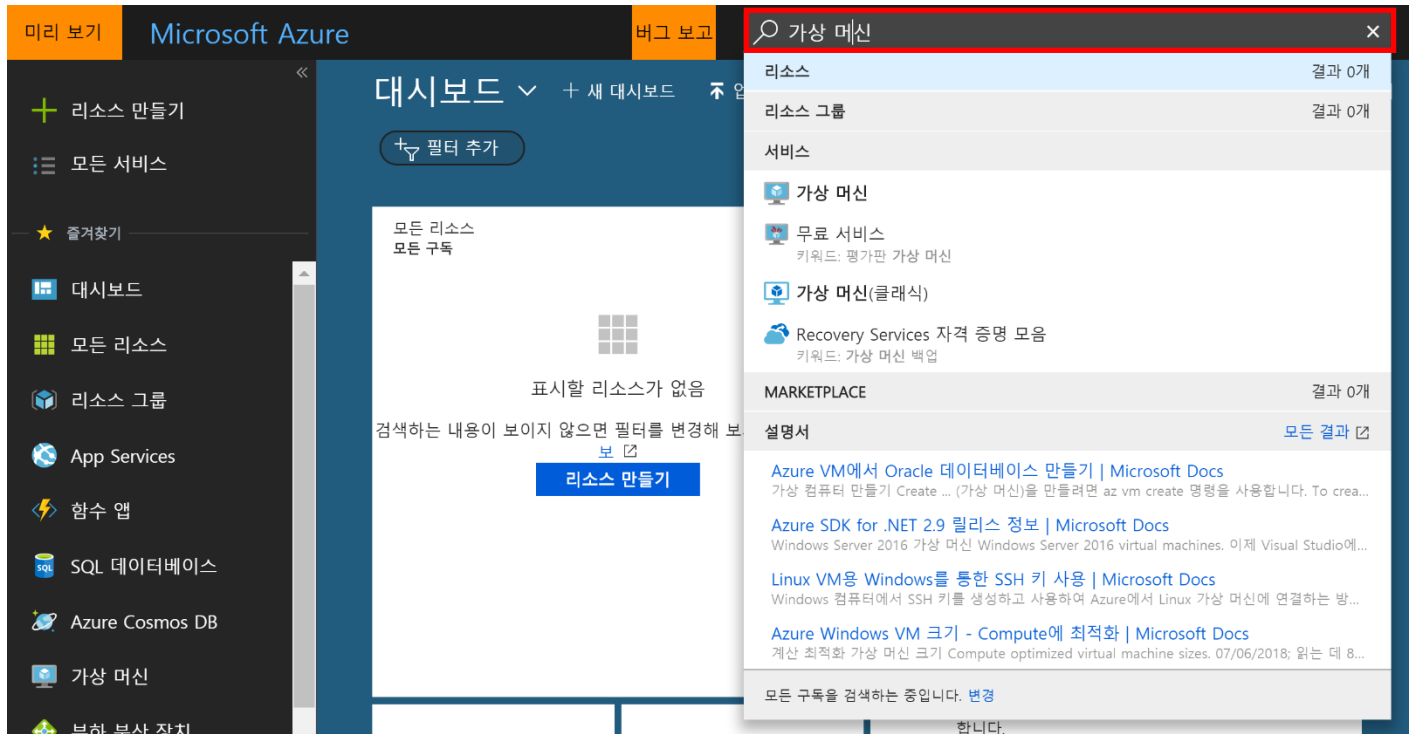 미리 보기
Microsoft Azure
버그 보고
가상 머신
리소스 만들기
모든 서비스
즐겨찾기
대시보드
모든 리소스
리소스 그룹
App Services
함수 앱
SQL 데이터베이스
Azure Cosmos DB
가상 머신
부하 분산 장치
대시보드
+ 새 대시보드
업
필터 추가
모든 리소스
모든 구독
표시할 리소스가 없음
검색하는 내용이 보이지 않으면 필터를 변경해 보
보
리소스 만들기
리소스 결과 0개
리소스 그룹 결과 0개
서비스
가상 머신
무료 서비스
키워드: 평가판 가상 머신
가상 머신(클래식)
Recovery Services 자격 증명 모음
키워드: 가상 머신 백업
MARKETPLACE 결과 0개
설명서 모든 결과
Azure VM에서 Oracle 데이터베이스 만들기 | Microsoft Docs
가상 컴퓨터 만들기 Create ... (가상 머신)을 만들려면 az vm create 명령을 사용합니다. To crea...
Azure SDK for .NET 2.9 릴리스 정보 | Microsoft Docs
Windows Server 2016 가상 머신 Windows Server 2016 virtual machines. 이제 Visual Studio에...
Linux VM용 Windows를 통한 SSH 키 사용 | Microsoft Docs
Windows 컴퓨터에서 SSH 키를 생성하고 사용하여 Azure에서 Linux 가상 머신에 연결하는 방...
Azure Windows VM 크기 - Compute에 최적화 | Microsoft Docs
계산 최적화 가상 머신 크기 Compute optimized virtual machine sizes. 07/06/2018; 읽는 데 8...
모든 구독을 검색하는 중입니다. 변경
합니다.